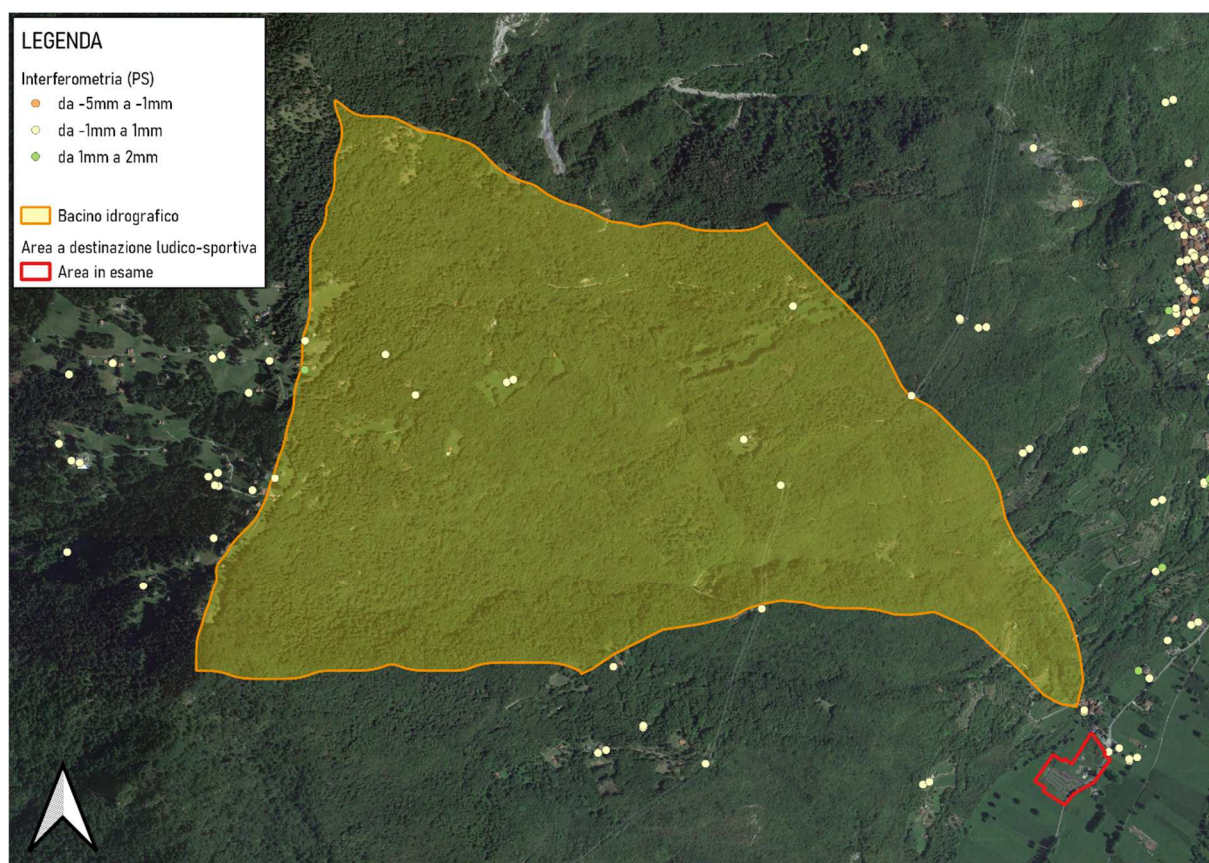 LEGENDA
Interferometria (PS)
da -5mm a -1mm
da -1mm a 1mm
da 1mm a 2mm
Bacino idrografico
Area a destinazione ludico-sportiva
Area in esame